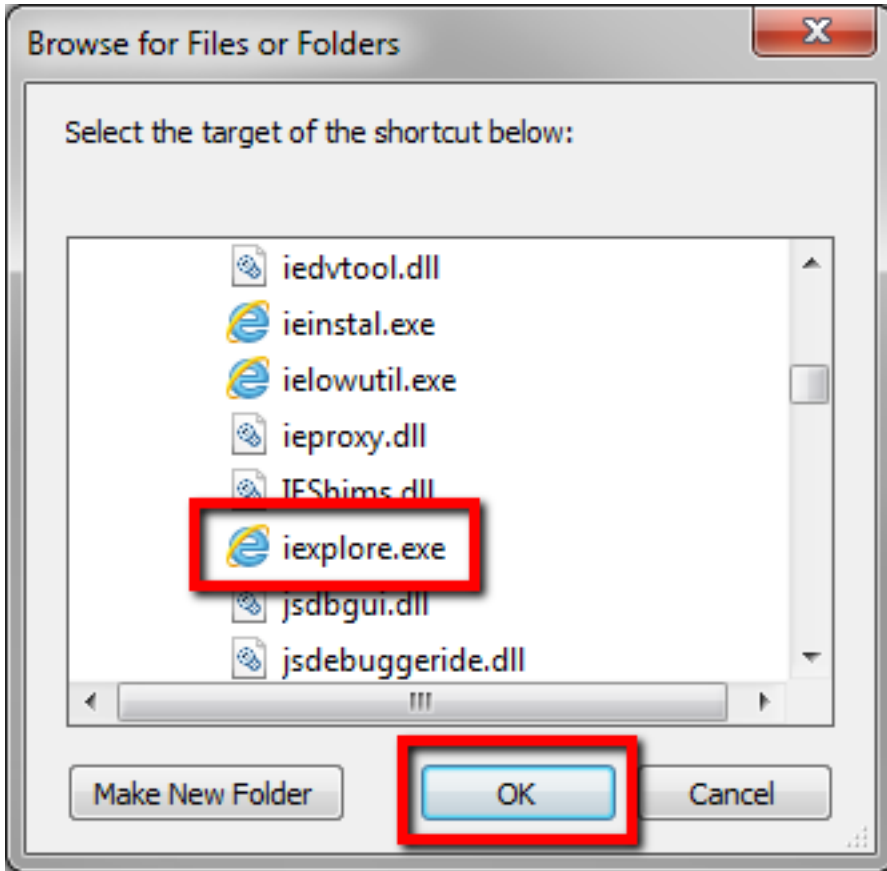 Browse for Files or Folders
Select the target of the shortcut below:
iedvtool.dll
ieinstal.exe
ielowutil.exe
ieproxy.dll
IEShims.dll
iexplore.exe
jsdbgui.dll
jsdebuggeride.dll
Make New Folder OK Cancel